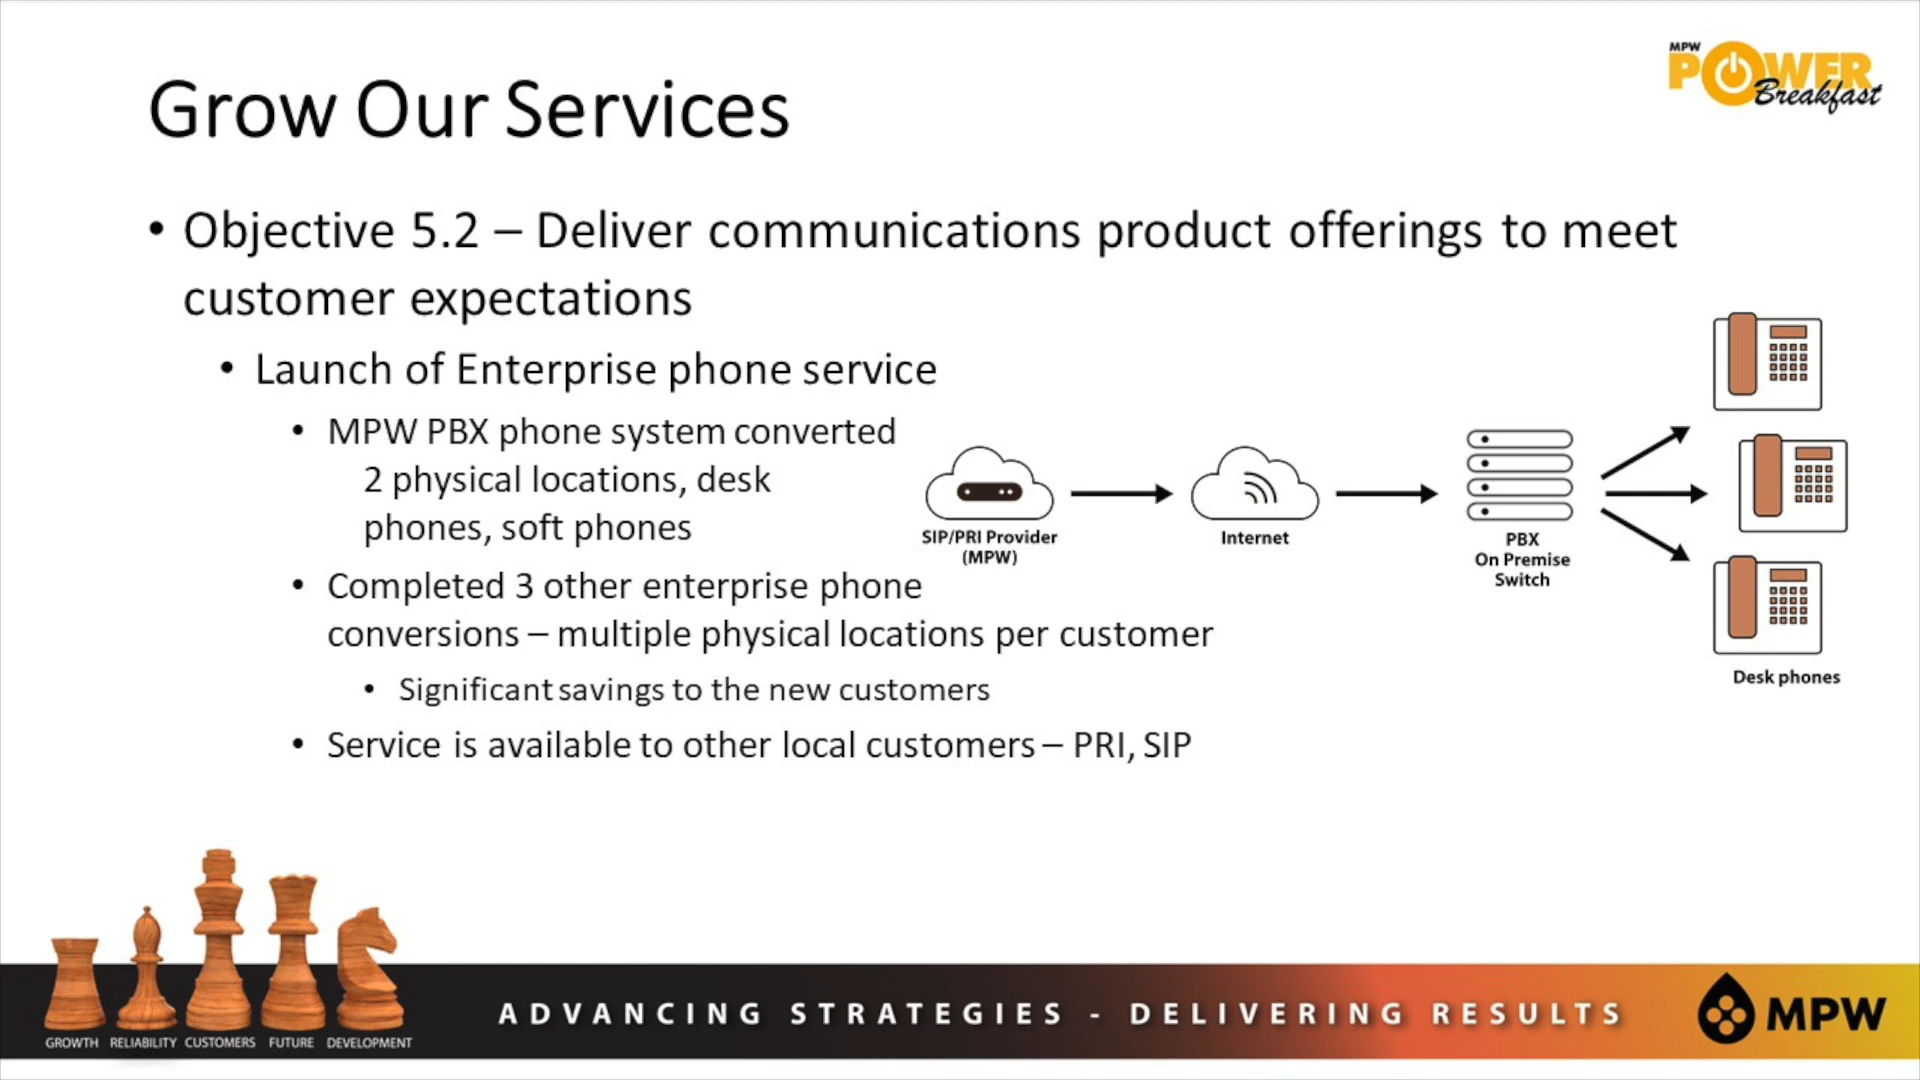 MPW
POWER
Breakfast
Grow Our Services
• Objective 5.2 – Deliver communications product offerings to meet
customer expectations
• Launch of Enterprise phone service
• MPW PBX phone system converted
2 physical locations, desk
phones, soft phones
• Completed 3 other enterprise phone
conversions – multiple physical locations per customer
• Significant savings to the new customers
• Service is available to other local customers – PRI, SIP
SIP/PRI Provider
(MPW)
Internet
PBX
On Premise
Switch
Desk phones
GROWTH RELIABILITY CUSTOMERS FUTURE DEVELOPMENT
ADVANCING STRATEGIES - DELIVERING RESULTS
MPW